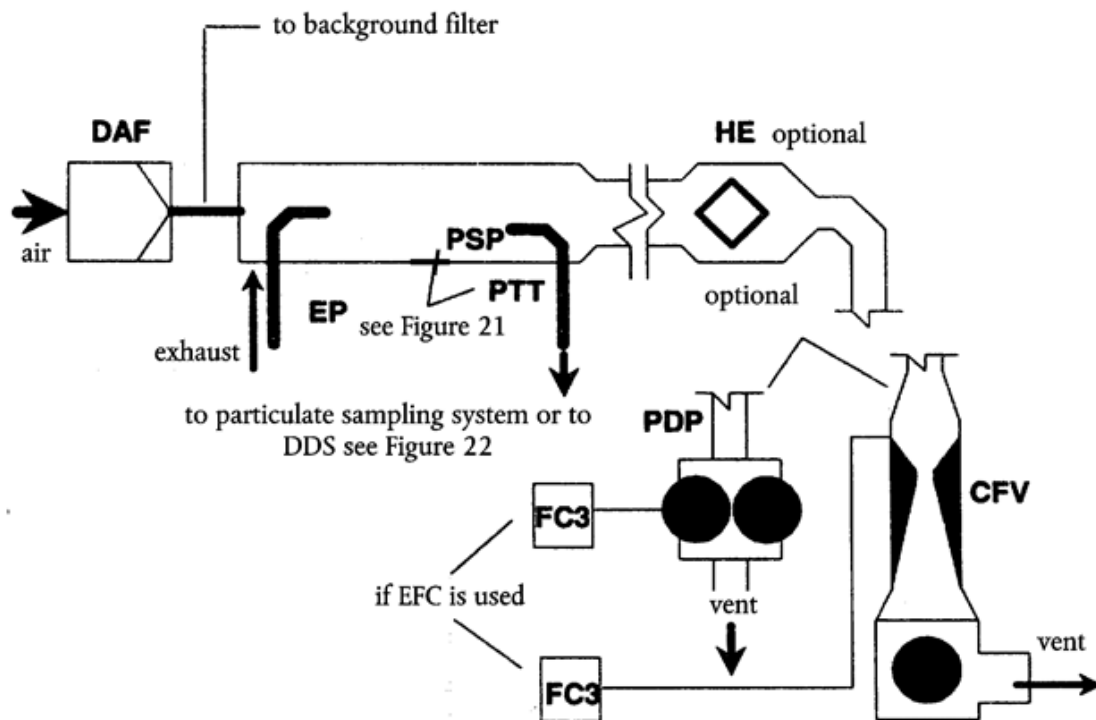 to background filter
DAF
HE optional
air
PSP
PTT
EP
see Figure 21
optional
exhaust
to particulate sampling system or to
DDS see Figure 22
PDP
CFV
FC3
if EFC is used
vent
vent
FC3